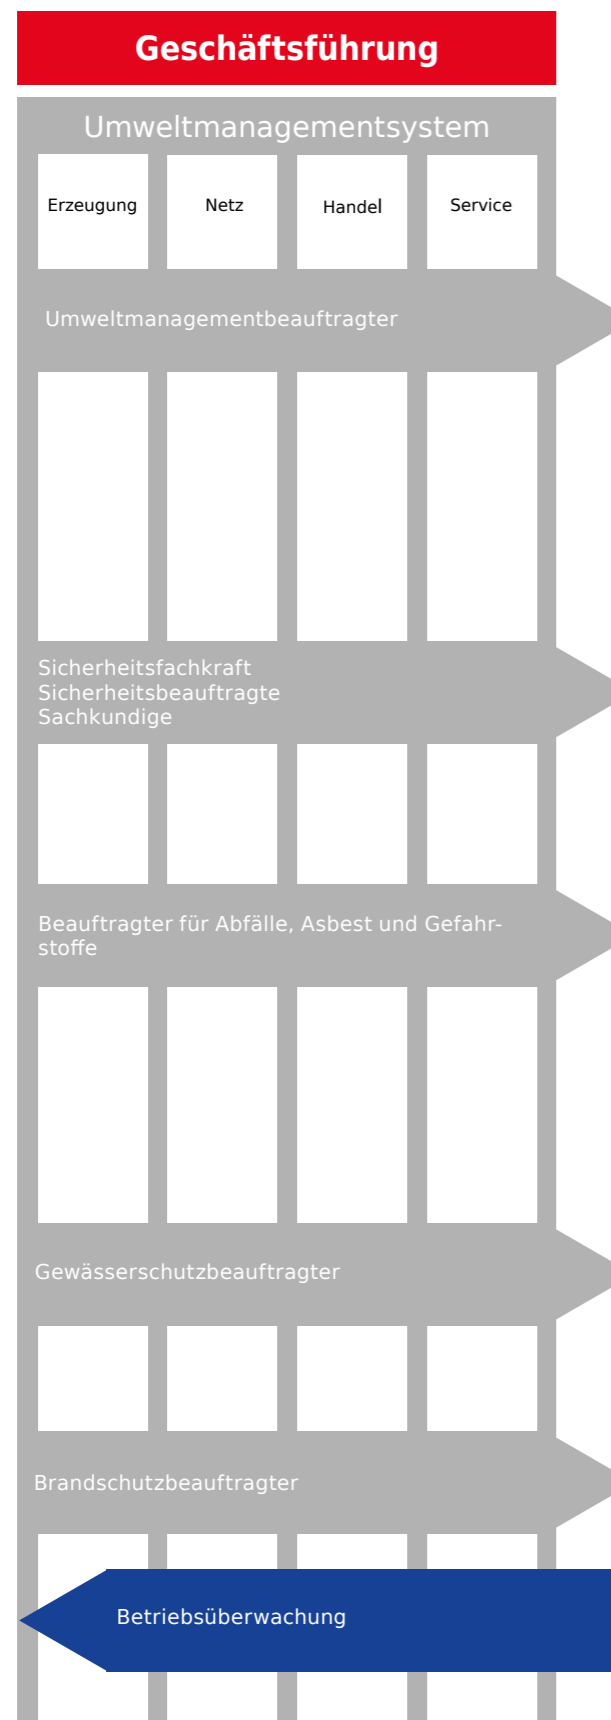 Geschäftsführung
Umweltmanagementsystem
Erzeugung
Netz
Handel
Service
Umweltmanagementbeauftragter
Sicherheitsfachkraft
Sicherheitsbeauftragte
Sachkundige
Beauftragter für Abfälle, Asbest und Gefahr-
stoffe
Gewässerschutzbeauftragter
Brandschutzbeauftragter
Betriebsüberwachung